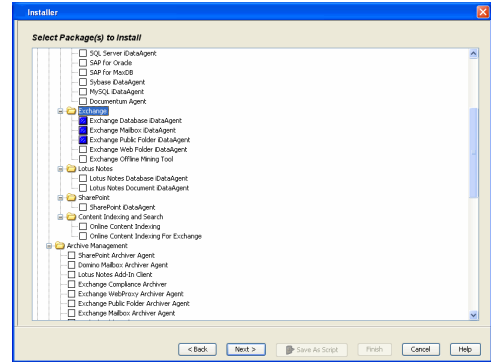 Installer
Select Package(s) to Install
SQL Server iDataAgent
SAP for Oracle
SAP for MaxDB
Sybase iDataAgent
MySQL iDataAgent
Documentum Agent
Exchange
Exchange Database iDataAgent
Exchange Mailbox iDataAgent
Exchange Public Folder iDataAgent
Exchange Web Folder iDataAgent
Exchange Offline Mining Tool
Lotus Notes
Lotus Notes Database iDataAgent
Lotus Notes Document iDataAgent
SharePoint
SharePoint iDataAgent
Content Indexing and Search
Online Content Indexing
Online Content Indexing For Exchange
Archive Management
SharePoint Archiver Agent
Domino Mailbox Archiver Agent
Lotus Notes Add-In Client
Exchange Compliance Archiver
Exchange WebProxy Archiver Agent
Exchange Public Folder Archiver Agent
Exchange Mailbox Archiver Agent
< Back Next > Save As Script Finish Cancel Help